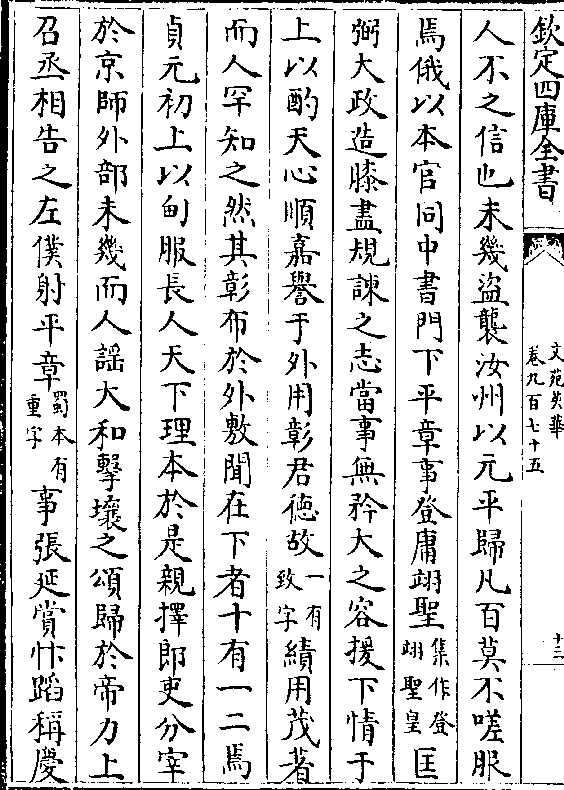 欽定四庫全書
文苑英華
卷九百七十五
十三
人不之信也未幾盜襲汝州以元平歸凡百莫不嗟服
焉俄以本官同中書門下平章事登庸翊聖集作登翊聖皇匡
弼大政造膝盡規諫之志當事無矜大之容援下情于
上以酌天心順嘉譽于外用彰君德故一有致字績用茂著
而人罕知之然其彰布於外敷聞在下者十有一二焉
貞元初上以甸服長人天下理本於是親擇郎吏分宰
於京師外部未幾而人謡大和擊壤之頌歸於帝力上
召丞相告之左僕射平章蜀本有重字事張延賞忭蹈稱慶